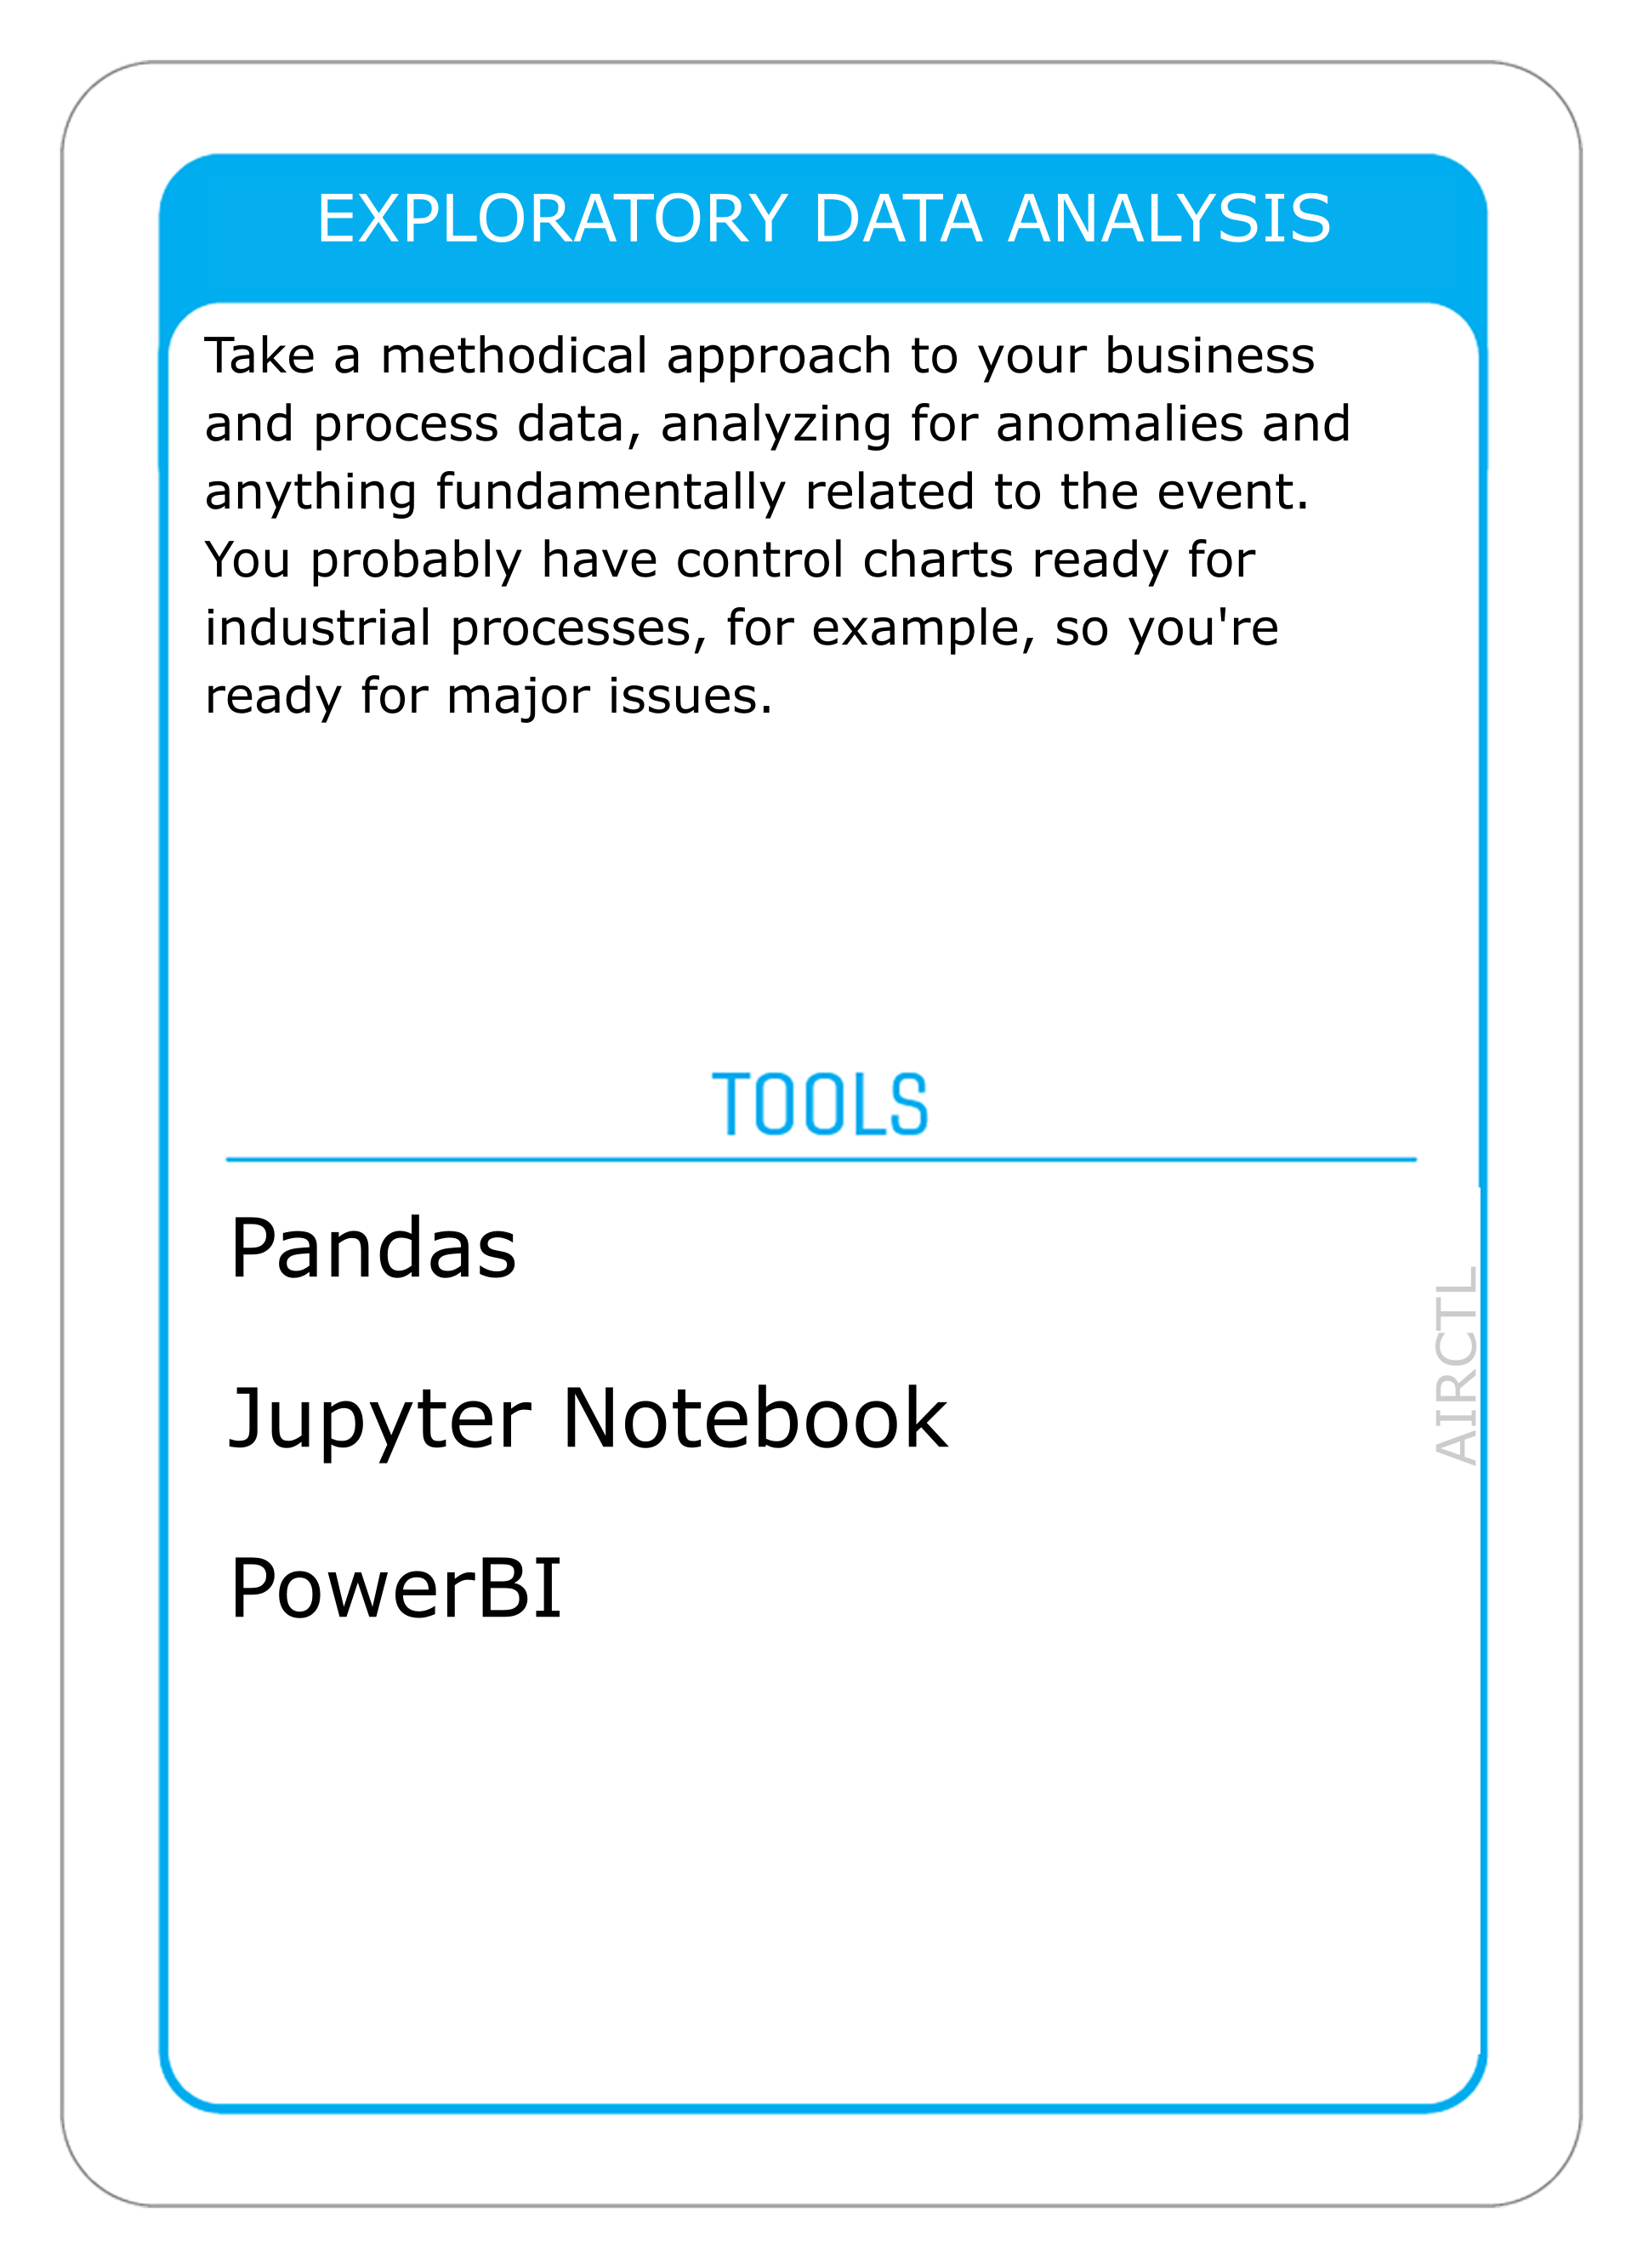 EXPLORATORY DATA ANALYSIS
Take a methodical approach to your business
and process data, analyzing for anomalies and
anything fundamentally related to the event.
You probably have control charts ready for
industrial processes, for example, so you're
ready for major issues.
TOOLS
Pandas
Jupyter Notebook
PowerBI
AIRCTL